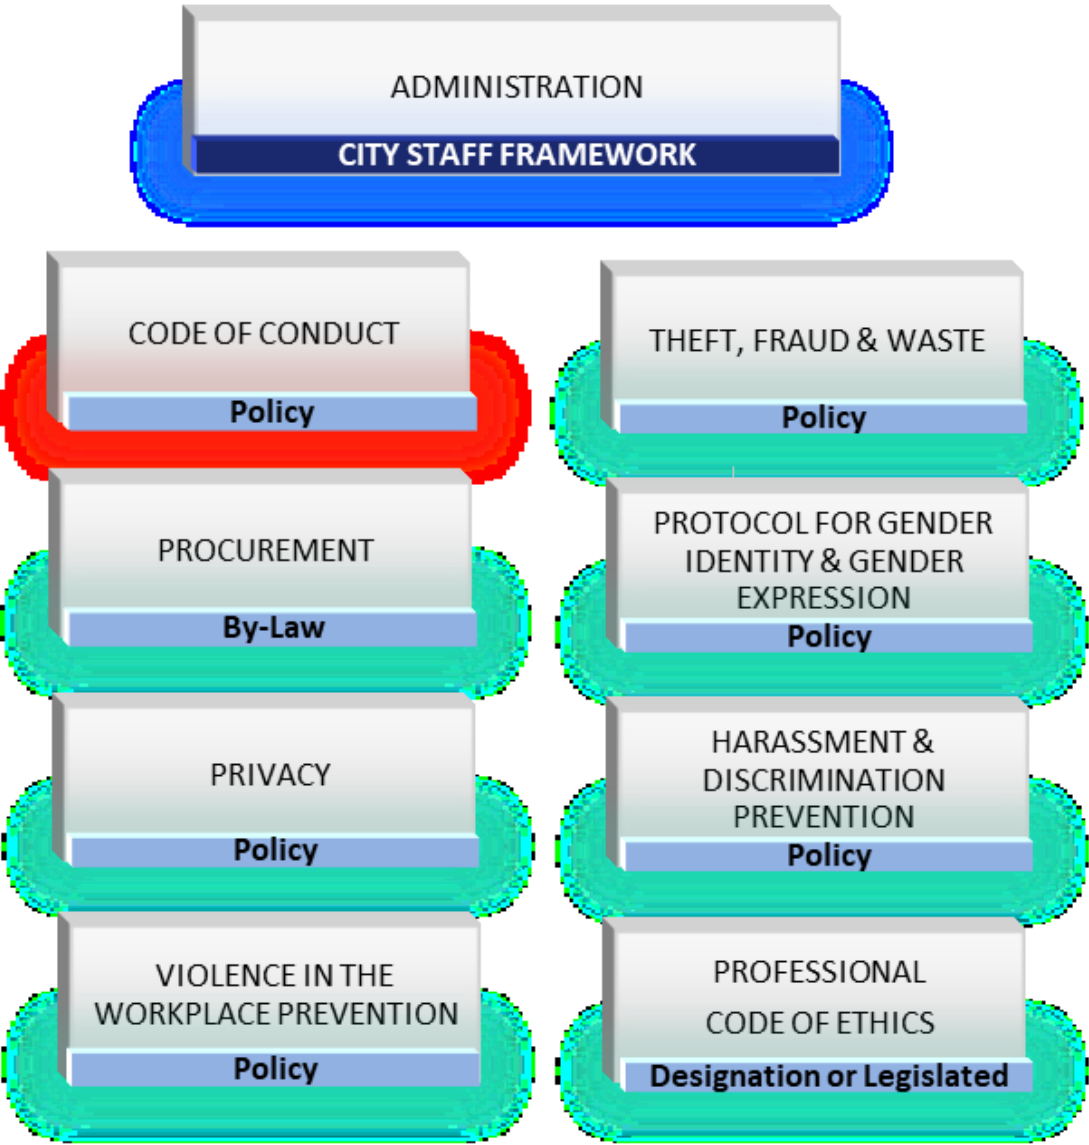 ADMINISTRATION
CITY STAFF FRAMEWORK
CODE OF CONDUCT
Policy
THEFT, FRAUD & WASTE
Policy
PROCUREMENT
By-Law
PROTOCOL FOR GENDER
IDENTITY & GENDER
EXPRESSION
Policy
PRIVACY
Policy
HARASSMENT &
DISCRIMINATION
PREVENTION
Policy
VIOLENCE IN THE
WORKPLACE PREVENTION
Policy
PROFESSIONAL
CODE OF ETHICS
Designation or Legislated